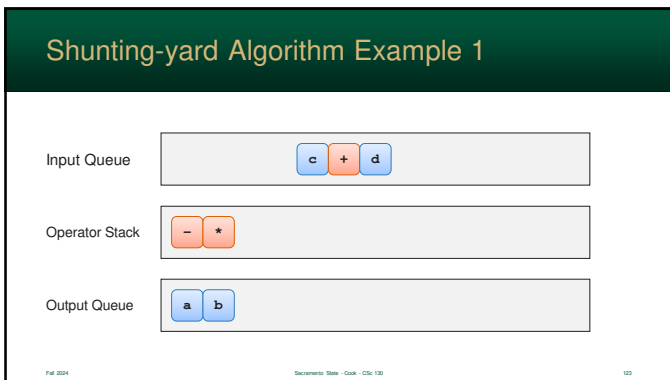 Shunting-yard Algorithm Example 1
Input Queue
c + d
Operator Stack
- *
Output Queue
a b
Fall 2024
Sacramento State - Cook - CSc 130
123